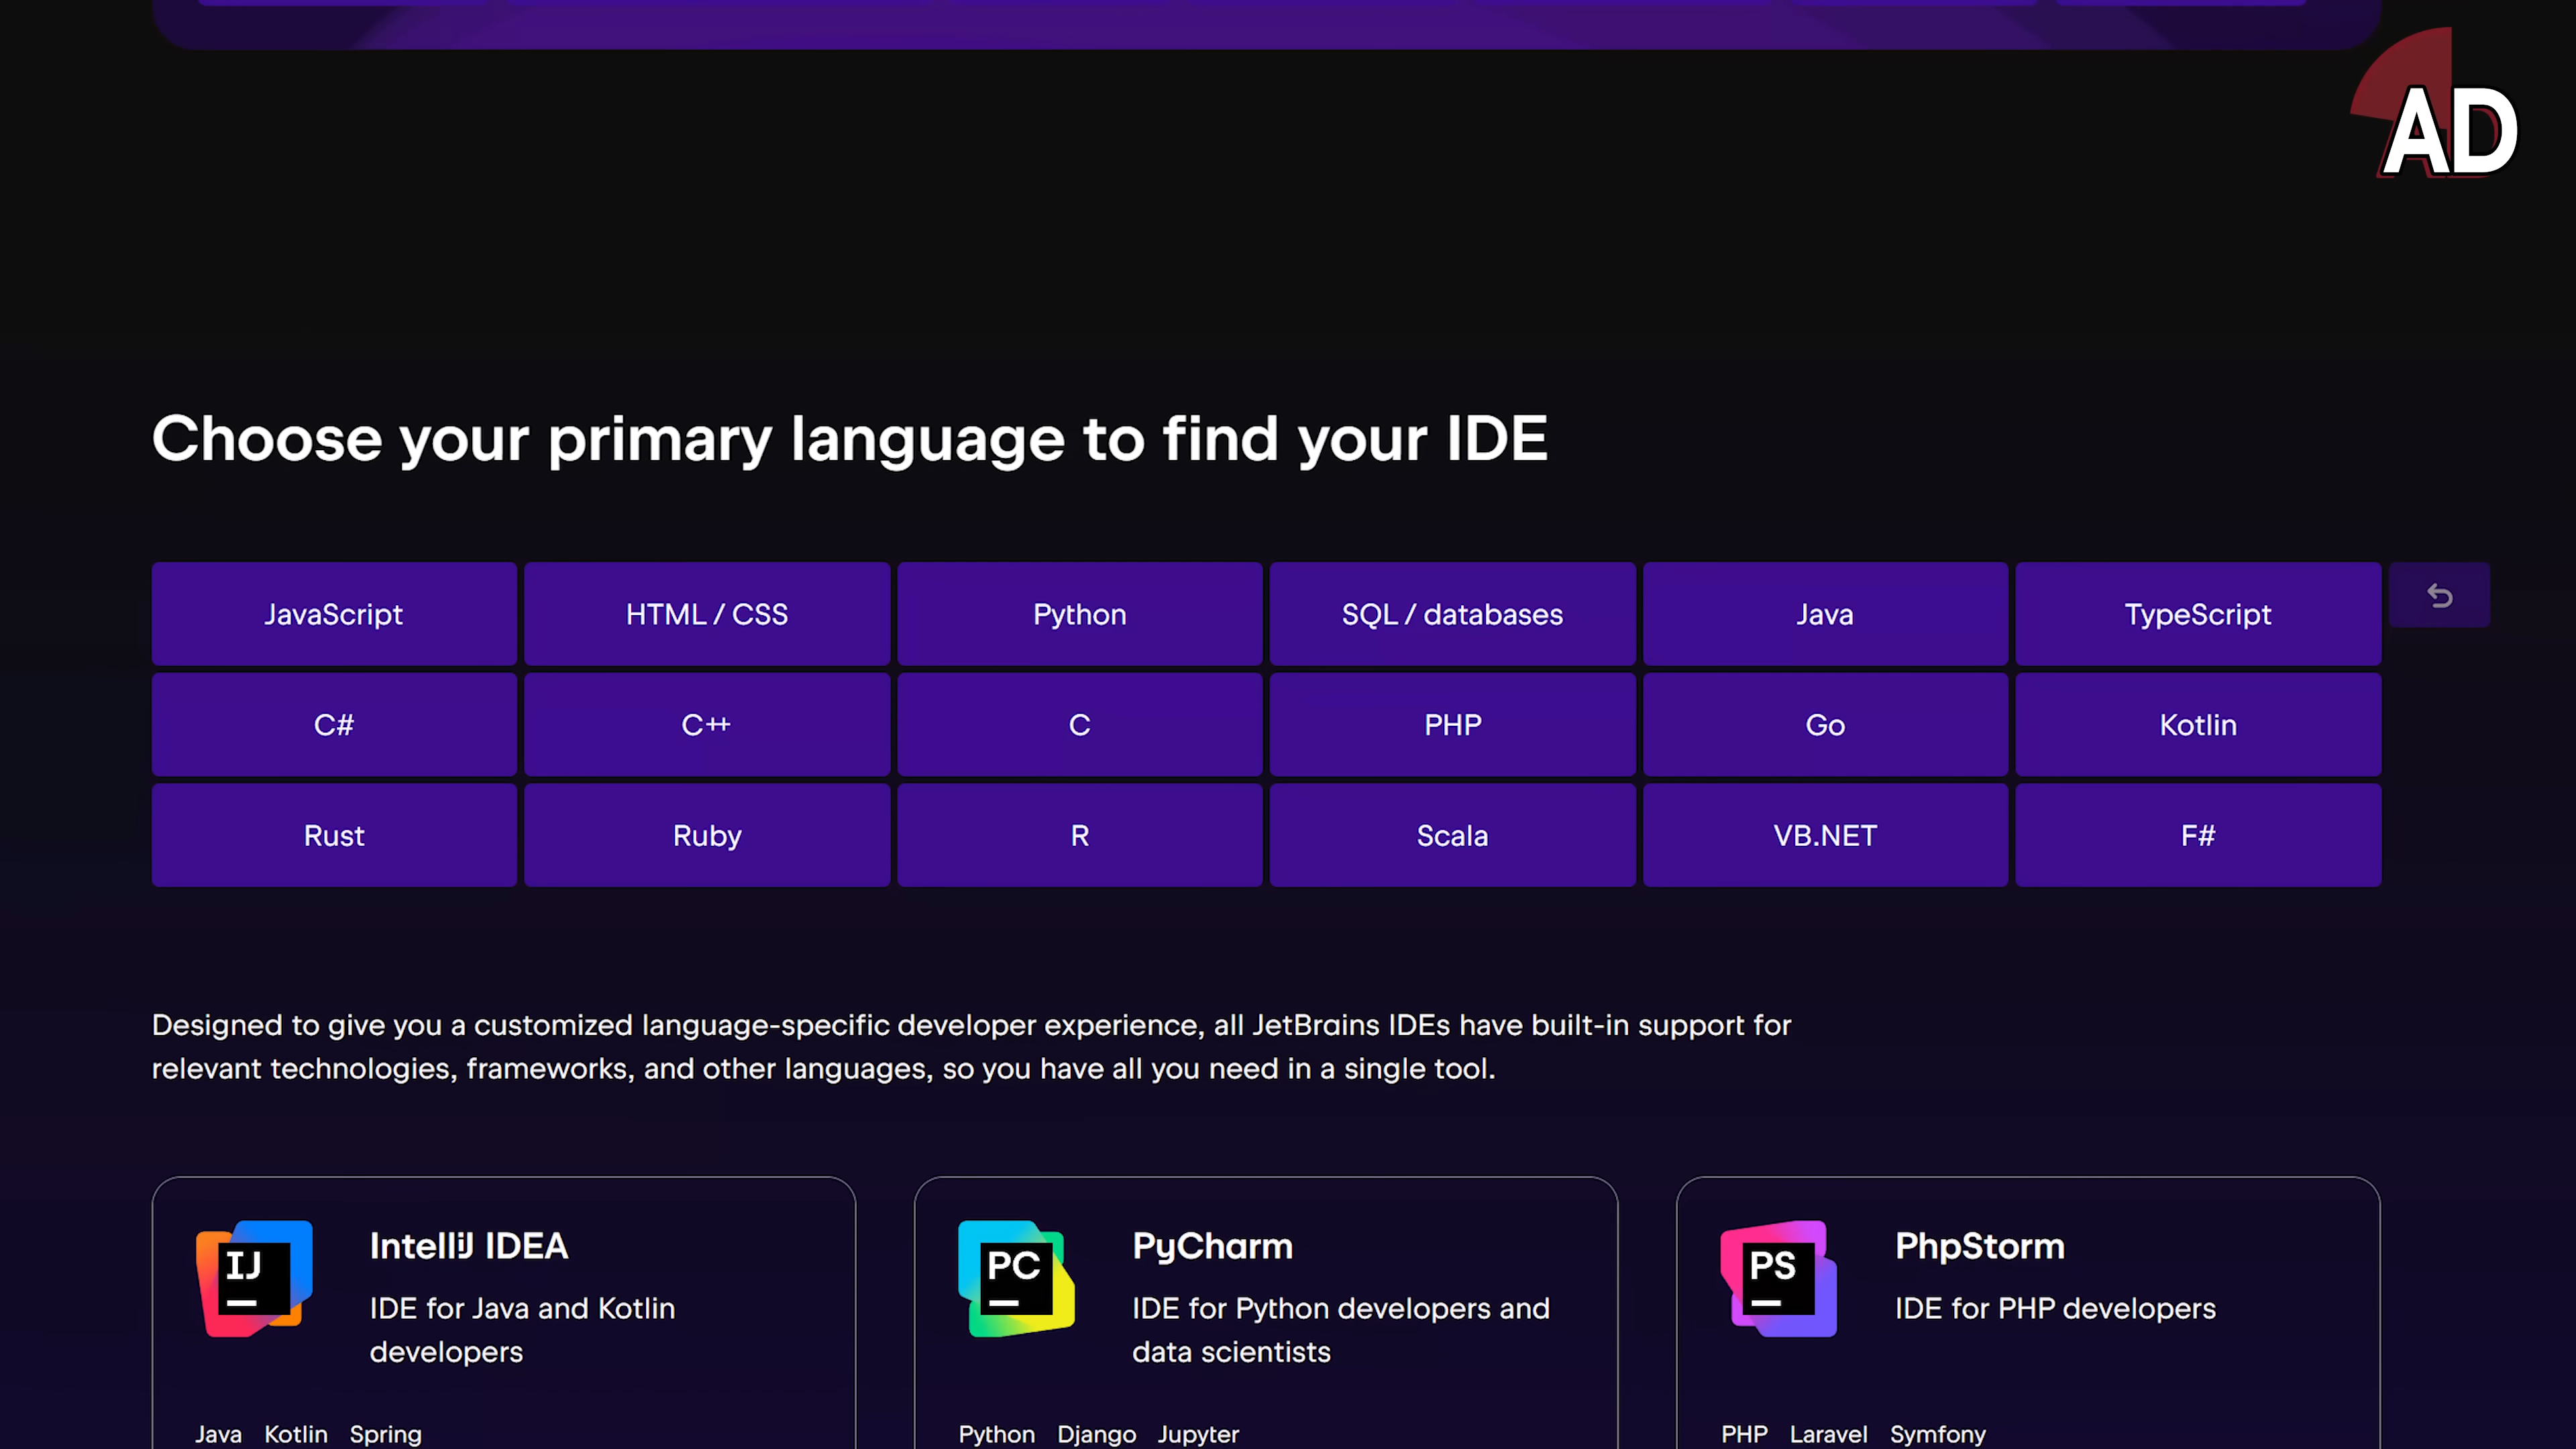 AD
Choose your primary language to find your IDE
JavaScript
HTML / CSS
Python
SQL / databases
Java
TypeScript
C#
C++
C
PHP
Go
Kotlin
Rust
Ruby
R
Scala
VB.NET
F#
Designed to give you a customized language-specific developer experience, all JetBrains IDEs have built-in support for
relevant technologies, frameworks, and other languages, so you have all you need in a single tool.
IJ
IntelliJ IDEA
IDE for Java and Kotlin
developers
Java Kotlin Spring
PC
PyCharm
IDE for Python developers and
data scientists
Python Django Jupyter
PS
PhpStorm
IDE for PHP developers
PHP Laravel Symfony